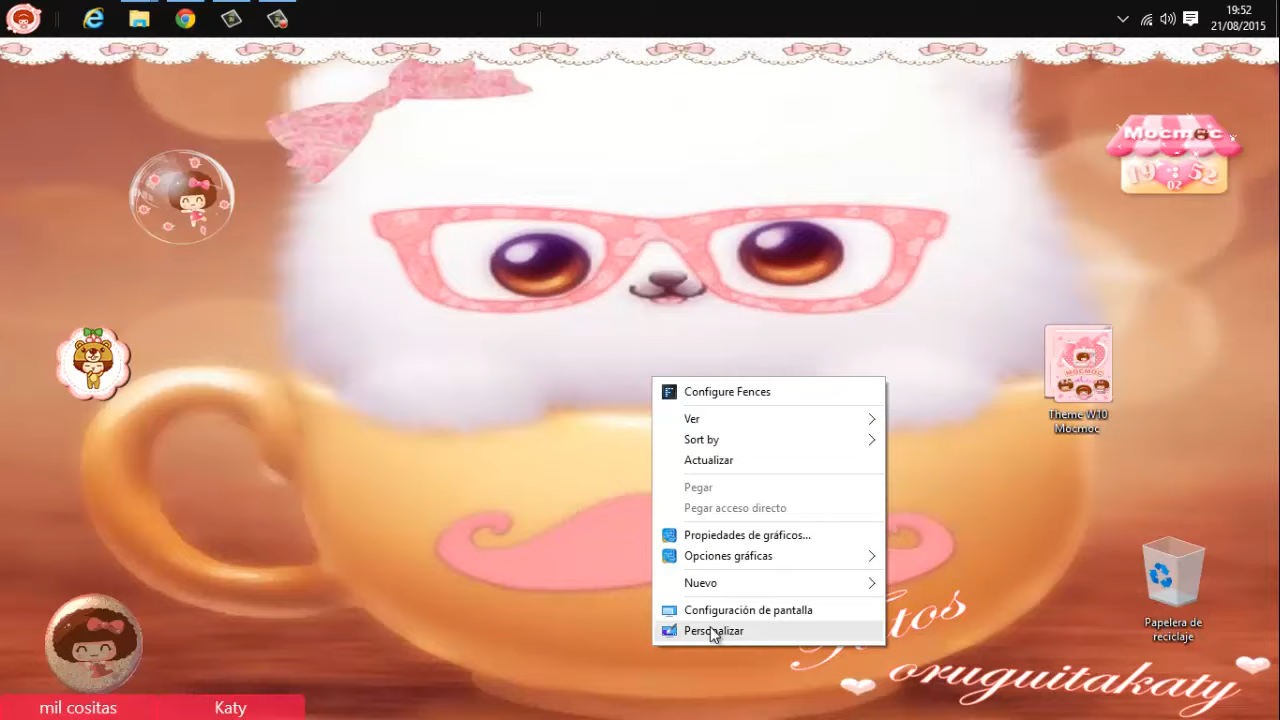 19:52
21/08/2015
Mocmoc
19 52
02
MOCMOC
Theme W10
Mocmoc
Configure Fences
Ver
Sort by
Actualizar
Pegar
Pegar acceso directo
Propiedades de gráficos...
Opciones gráficas
Nuevo
Configuración de pantalla
Personalizar
Papelera de
reciclaje
oruguitakaty
mil cositas
Katy